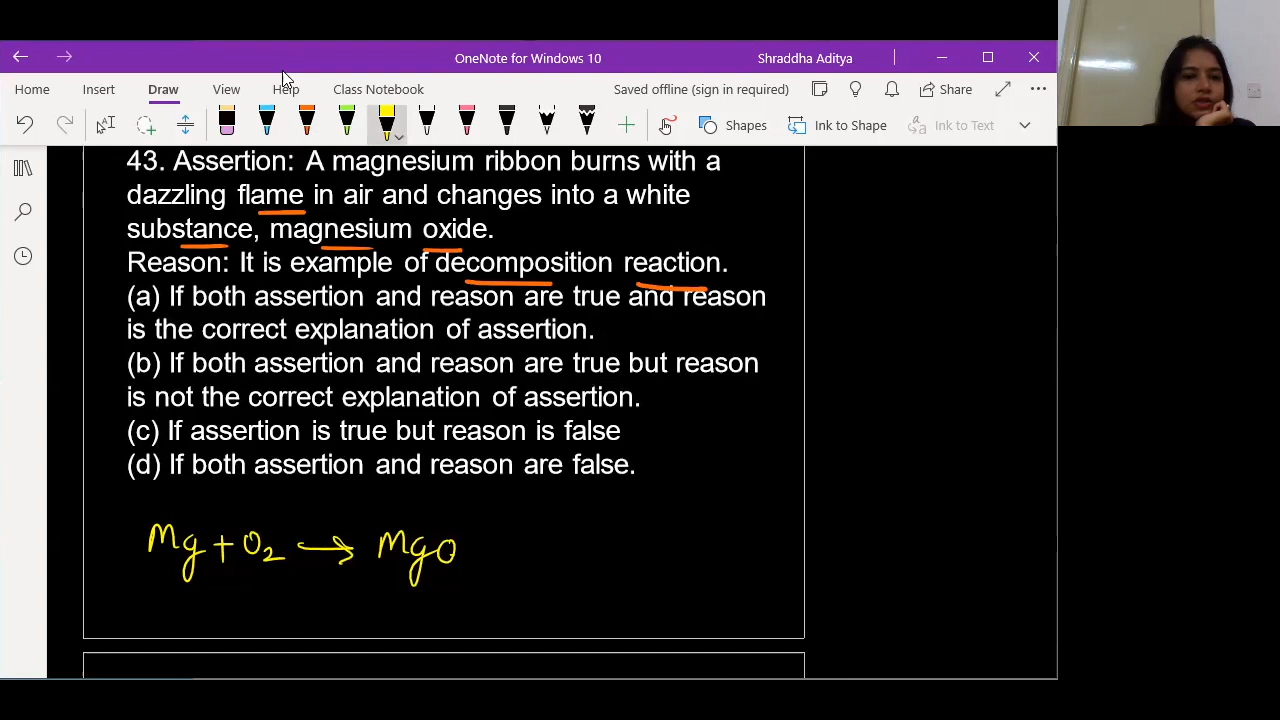 OneNote for Windows 10
Shraddha Aditya
Home Insert Draw View Help Class Notebook
Saved offline (sign in required) Share
Shapes Ink to Shape Ink to Text
43. Assertion: A magnesium ribbon burns with a
dazzling flame in air and changes into a white
substance, magnesium oxide.
Reason: It is example of decomposition reaction.
(a) If both assertion and reason are true and reason
is the correct explanation of assertion.
(b) If both assertion and reason are true but reason
is not the correct explanation of assertion.
(c) If assertion is true but reason is false
(d) If both assertion and reason are false.
Mg + O2 → MgO